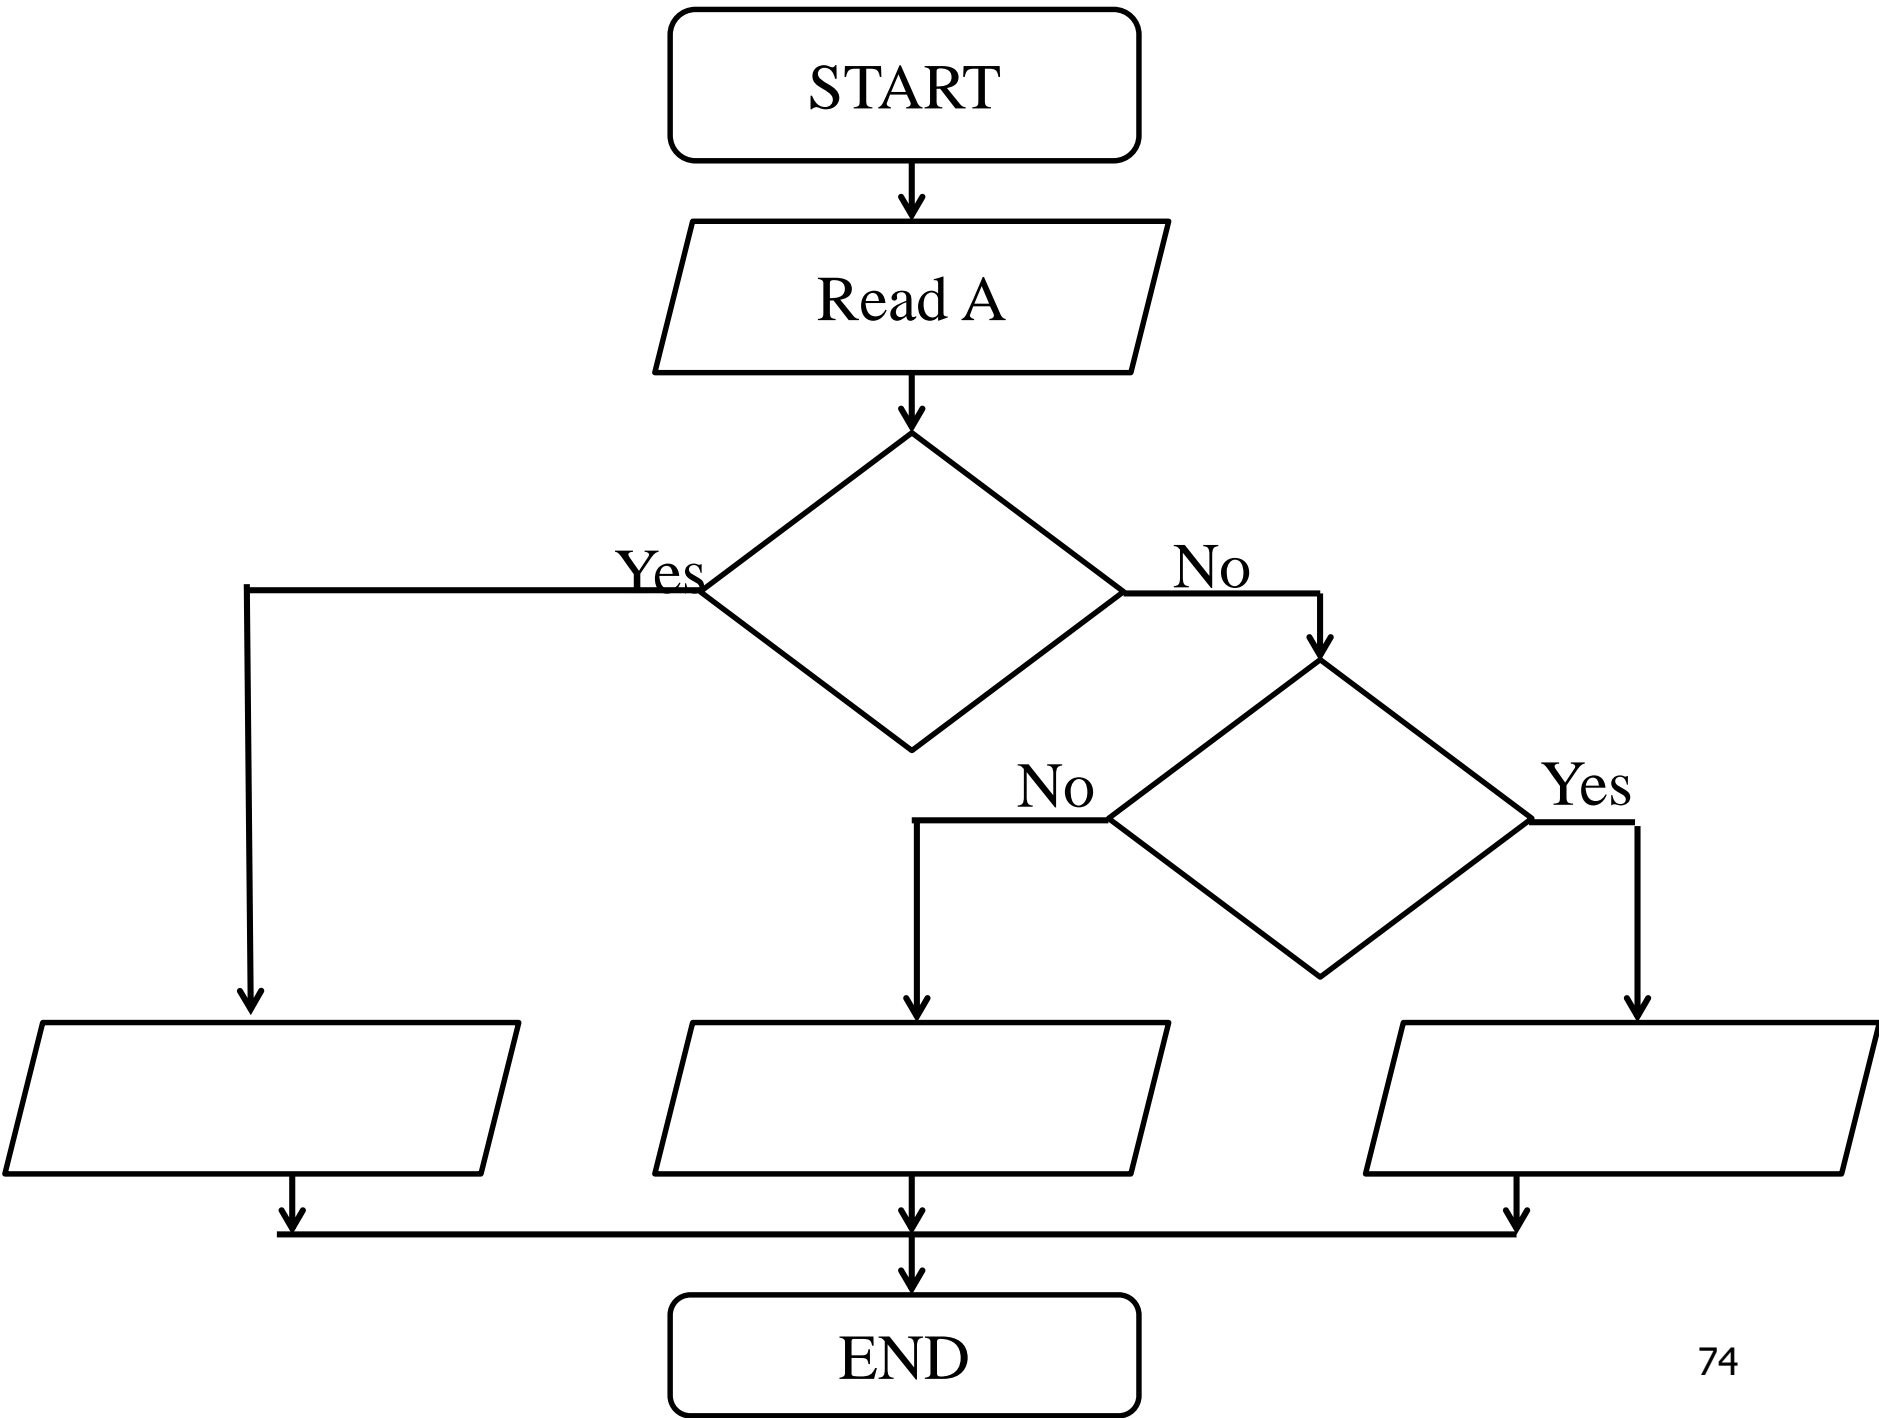 START
Read A
Yes
No
No
Yes
END
74